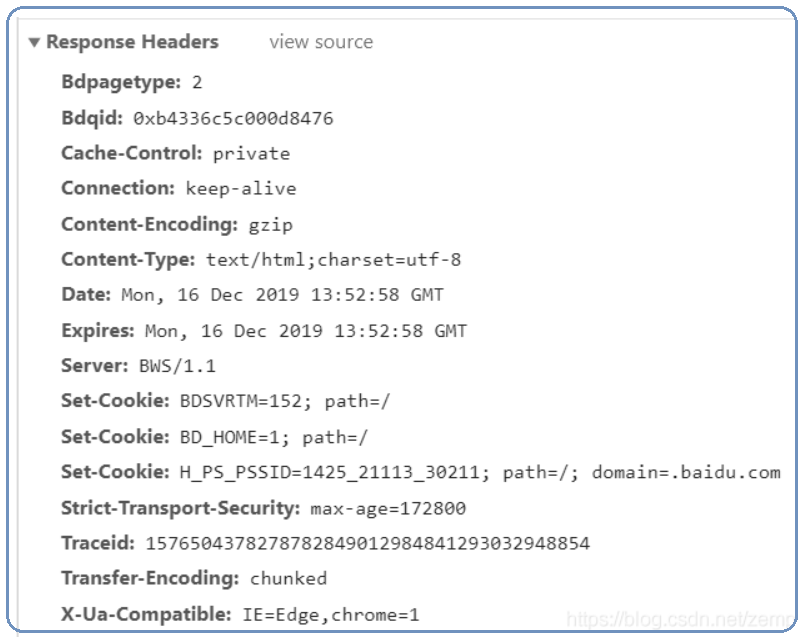 ▼ Response Headers view source
Bdpagetype: 2
Bdqid: 0xb4336c5c000d8476
Cache-Control: private
Connection: keep-alive
Content-Encoding: gzip
Content-Type: text/html;charset=utf-8
Date: Mon, 16 Dec 2019 13:52:58 GMT
Expires: Mon, 16 Dec 2019 13:52:58 GMT
Server: BWS/1.1
Set-Cookie: BDSVRTM=152; path=/
Set-Cookie: BD_HOME=1; path=/
Set-Cookie: H_PS_PSSID=1425_21113_30211; path=/; domain=.baidu.com
Strict-Transport-Security: max-age=172800
Traceid: 1576504378278782849012984841293032948854
Transfer-Encoding: chunked
X-Ua-Compatible: IE=Edge,chrome=1